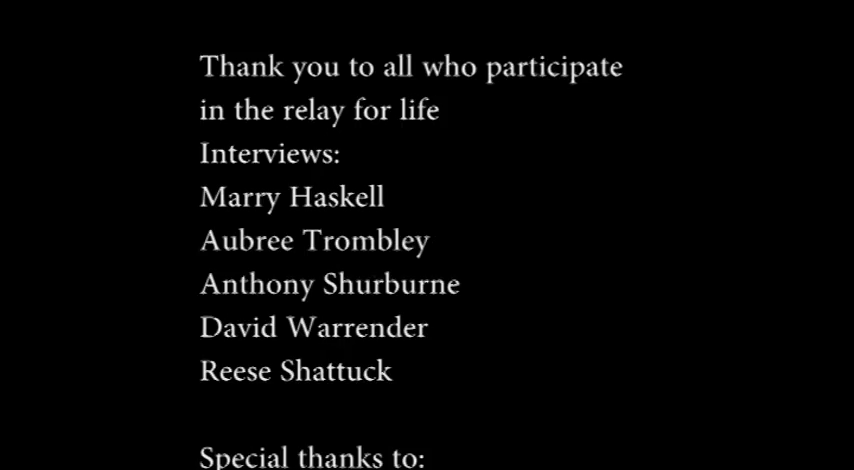 Thank you to all who participate
in the relay for life
Interviews:
Marry Haskell
Aubree Trombley
Anthony Shurburne
David Warrender
Reese Shattuck
Special thanks to: